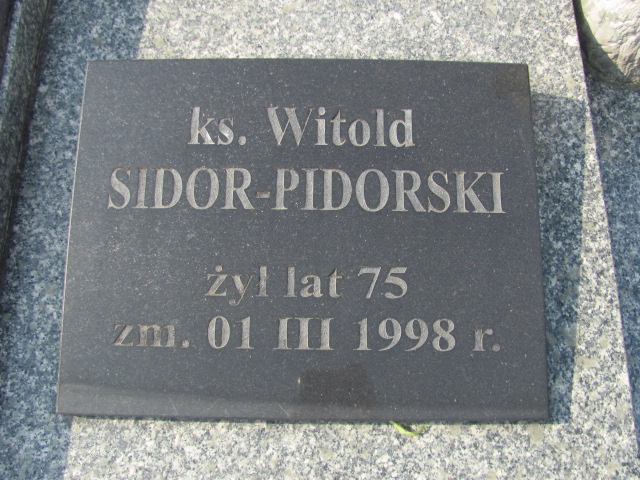 ks. Witold
SIDOR-PIDORSKI
żył lat 75
zm. 01 III 1998 r.